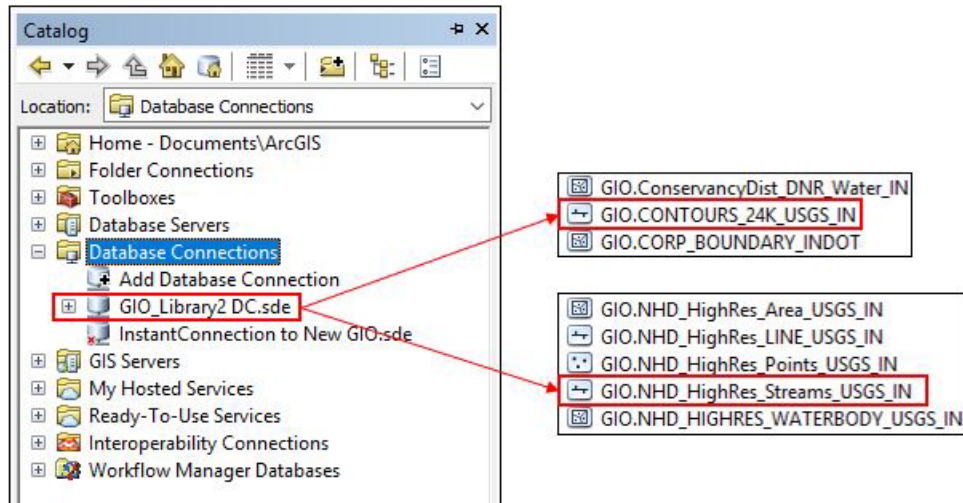 Catalog
Location: Database Connections
Home - Documents\ArcGIS
Folder Connections
Toolboxes
Database Servers
Database Connections
Add Database Connection
GIO_Library2 DC.sde
InstantConnection to New GIO.sde
GIS Servers
My Hosted Services
Ready-To-Use Services
Interoperability Connections
Workflow Manager Databases
GIO.ConservancyDist_DNR_Water_IN
GIO.CONTOURS_24K_USGS_IN
GIO.CORP_BOUNDARY_INDOT
GIO.NHD_HighRes_Area_USGS_IN
GIO.NHD_HighRes_LINE_USGS_IN
GIO.NHD_HighRes_Points_USGS_IN
GIO.NHD_HighRes_Streams_USGS_IN
GIO.NHD_HIGHRES_WATERBODY_USGS_IN